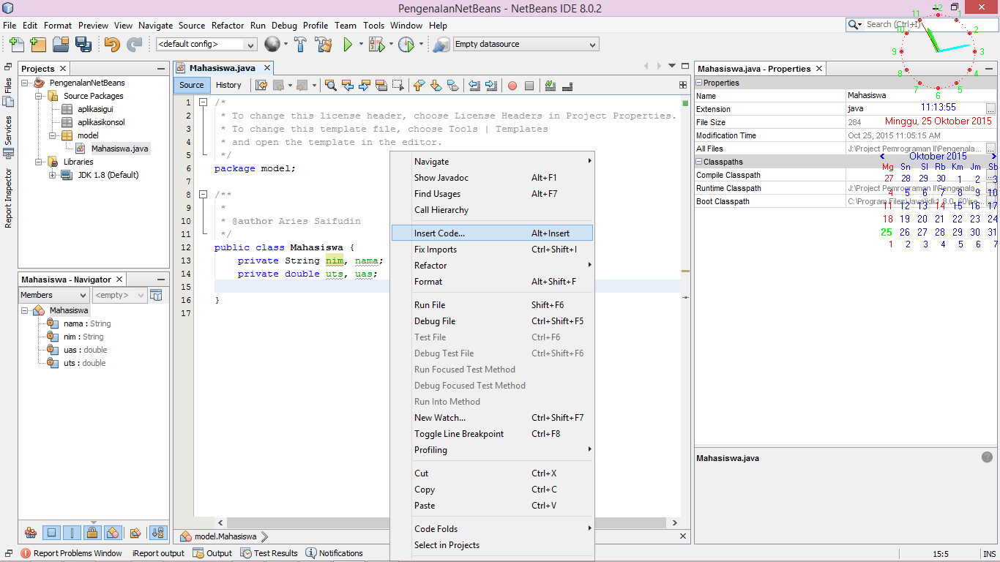 PengenalanNetBeans - NetBeans IDE 8.0.2
File Edit Format Preview View Navigate Source Refactor Run Debug Profile Team Tools Window Help
Search (Ctrl+I)
<default config>
Empty datasource
Files
Services
Report Inspector
Projects
PengenalanNetBeans
Source Packages
aplikasigui
aplikasikonsol
model
Mahasiswa.java
Libraries
JDK 1.8 (Default)
Mahasiswa - Navigator
Members
<empty>
Mahasiswa
nama : String
nim : String
uas : double
uts : double
Mahasiswa.java
Source History
1 /*
2 * To change this license header, choose License Headers in Project Properties.
3 * To change this template file, choose Tools | Templates
4 * and open the template in the editor.
5 */
6 package model;
7
8 /**
9 *
10 * @author Aries Saifudin
11 */
12 public class Mahasiswa {
13 private String nim, nama;
14 private double uts, uas;
15
16 }
17
Navigate
Show Javadoc Alt+F1
Find Usages Alt+F7
Call Hierarchy
Insert Code... Alt+Insert
Fix Imports Ctrl+Shift+I
Refactor
Format Alt+Shift+F
Run File Shift+F6
Debug File Ctrl+Shift+F5
Test File Ctrl+F6
Debug Test File Ctrl+Shift+F6
Run Focused Test Method
Debug Focused Test Method
Run Into Method
New Watch... Ctrl+Shift+F7
Toggle Line Breakpoint Ctrl+F8
Profiling
Cut Ctrl+X
Copy Ctrl+C
Paste Ctrl+V
Code Folds
Select in Projects
model.Mahasiswa
Mahasiswa.java - Properties
Properties
Name Mahasiswa
Extension java
File Size 284
Modification Time Oct 25, 2015 11:05:15 AM
All Files J:\Project Pemrograman II\Pengenala...
Classpaths
Compile Classpath
Runtime Classpath J:\Project Pemrograman II\Pengenala...
Boot Classpath C:\Program Files\Java\jdk1.8.0_60\jre...
Mahasiswa.java
12
1
2
3
4
5
6
7
8
9
10
11
11:13:55
Minggu, 25 Oktober 2015
Oktober 2015
Mg Sn Sl Rb Km Jm Sb
27 28 29 30 1 2 3
4 5 6 7 8 9 10
11 12 13 14 15 16 17
18 19 20 21 22 23 24
25 26 27 28 29 30 31
1 2 3 4 5 6 7
Report Problems Window iReport output Output Test Results Notifications
15:5 INS